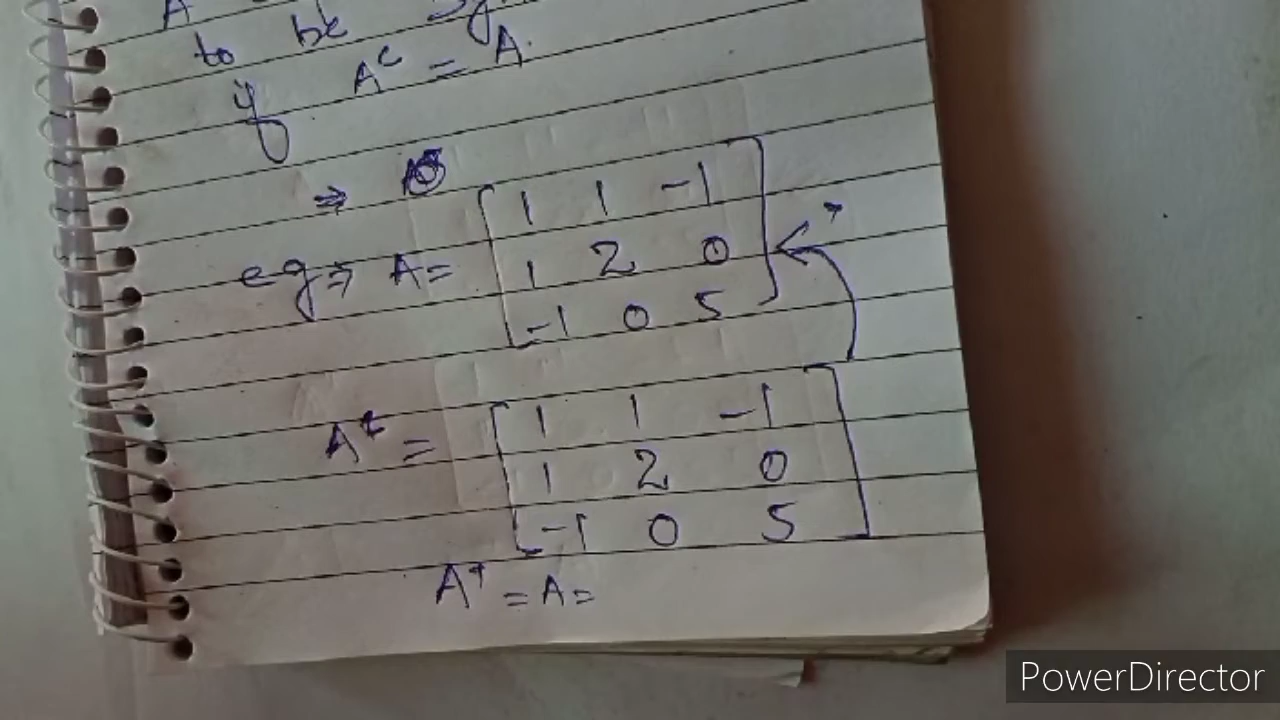 A
to be
if Aᶜ = A.
⇒
eg ⇒ A = [ 1 1 -1
1 2 0
-1 0 5 ]
Aᵗ = [ 1 1 -1
1 2 0
-1 0 5 ]
Aᵀ = A =
PowerDirector